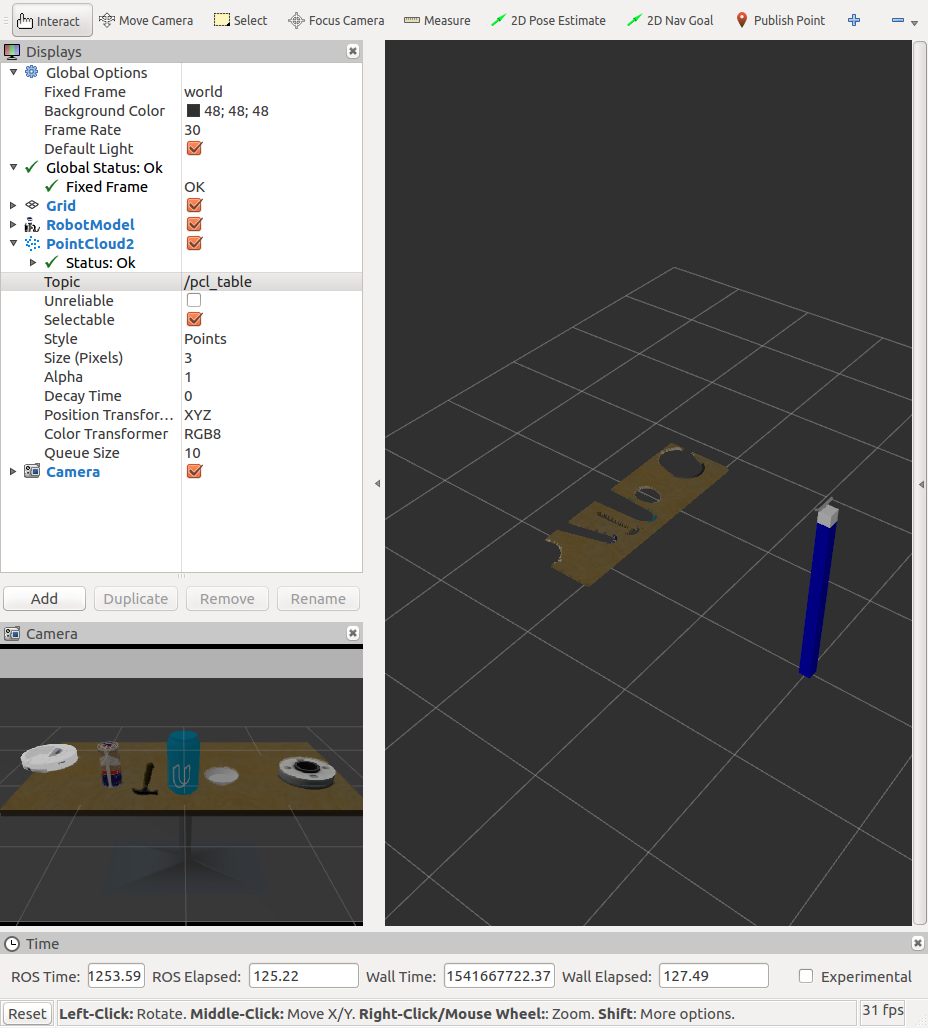 Interact Move Camera Select Focus Camera Measure 2D Pose Estimate 2D Nav Goal Publish Point
Displays
Global Options
Fixed Frame world
Background Color 48; 48; 48
Frame Rate 30
Default Light
Global Status: Ok
Fixed Frame OK
Grid
RobotModel
PointCloud2
Status: Ok
Topic /pcl_table
Unreliable
Selectable
Style Points
Size (Pixels) 3
Alpha 1
Decay Time 0
Position Transfor... XYZ
Color Transformer RGB8
Queue Size 10
Camera
Add Duplicate Remove Rename
Camera
Time
ROS Time: 1253.59 ROS Elapsed: 125.22 Wall Time: 1541667722.37 Wall Elapsed: 127.49 Experimental
Reset Left-Click: Rotate. Middle-Click: Move X/Y. Right-Click/Mouse Wheel:: Zoom. Shift: More options. 31 fps